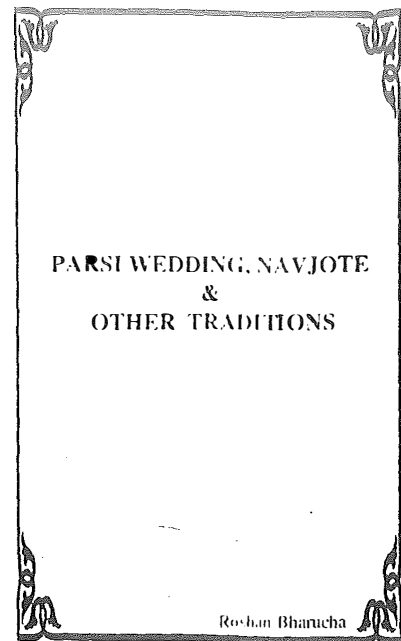 PARSI WEDDING, NAVJOTE
&
OTHER TRADITIONS
Roshan Bharucha